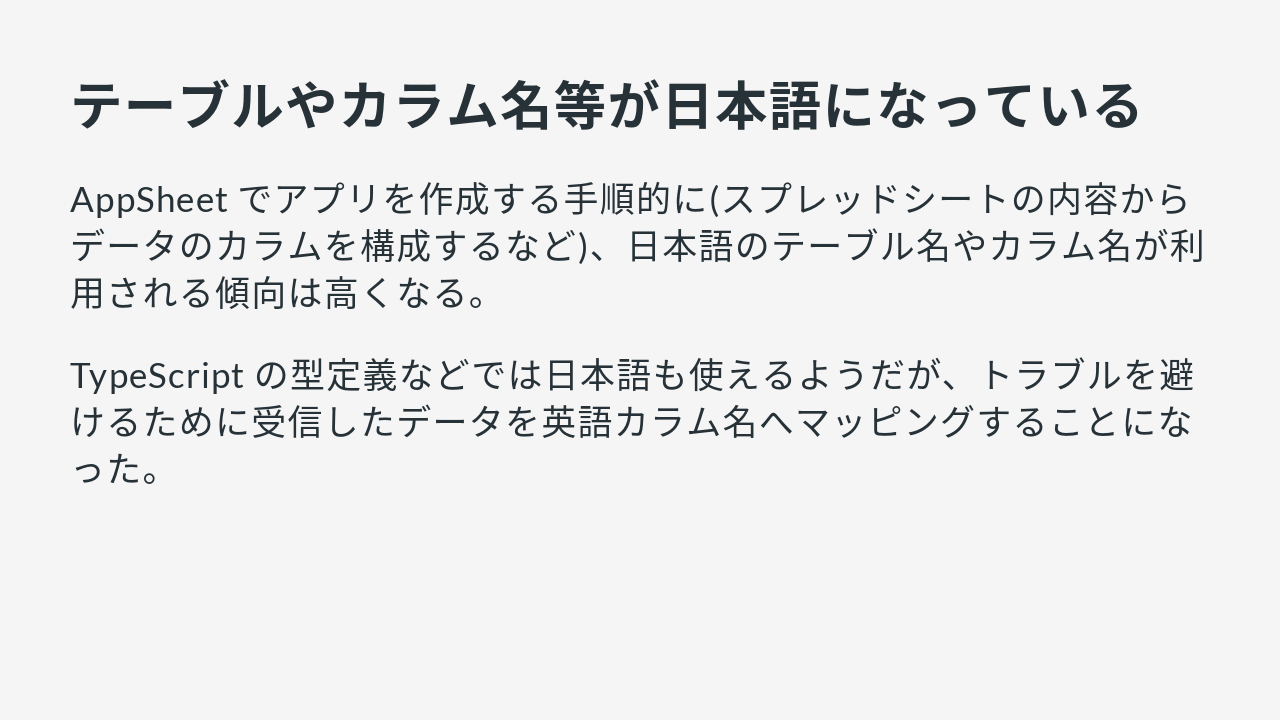 テーブルやカラム名等が日本語になっている
AppSheet でアプリを作成する手順的に(スプレッドシートの内容から
データのカラムを構成するなど)、日本語のテーブル名やカラム名が利
用される傾向は高くなる。
TypeScript の型定義などでは日本語も使えるようだが、トラブルを避
けるために受信したデータを英語カラム名へマッピングすることにな
った。